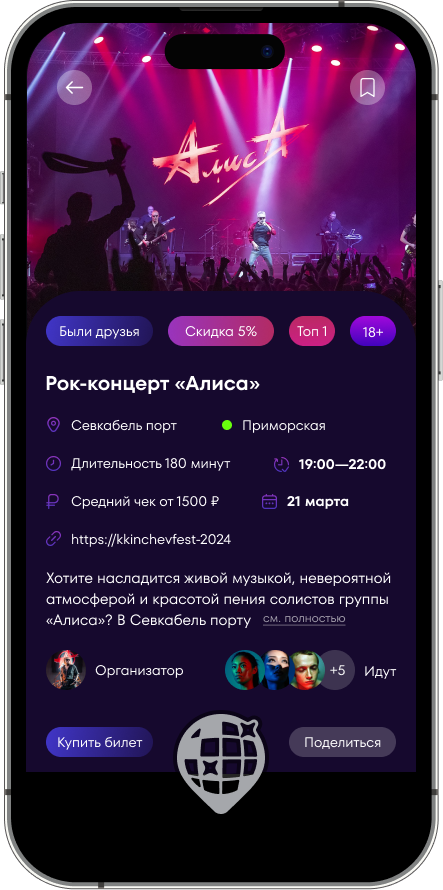 АлисА
Были друзья
Скидка 5%
Топ 1
18+
Рок-концерт «Алиса»
Севкабель порт
Приморская
Длительность 180 минут
19:00—22:00
Средний чек от 1500 ₽
21 марта
https://kkinchevfest-2024
Хотите насладится живой музыкой, невероятной
атмосферой и красотой пения солистов группы
«Алиса»? В Севкабель порту см. полностью
Организатор
+5
Идут
Купить билет
Поделиться